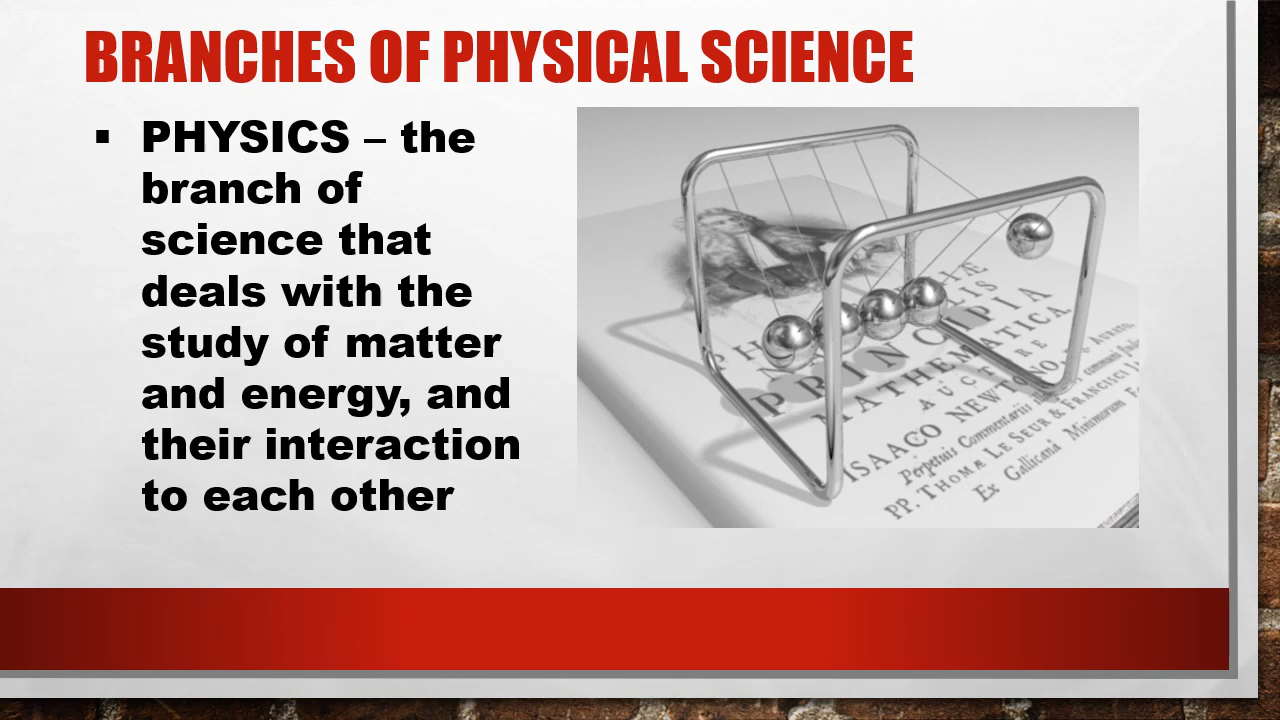 BRANCHES OF PHYSICAL SCIENCE
▪ PHYSICS – the
branch of
science that
deals with the
study of matter
and energy, and
their interaction
to each other
PRINCIPIA
MATHEMATICA
AUCTORE
ISAACO NEWTONO
Perpetuis Commentariis
communi
PP. THOMÆ LE SEUR & FRANCISCI
Ex Gallicanâ Minimorum